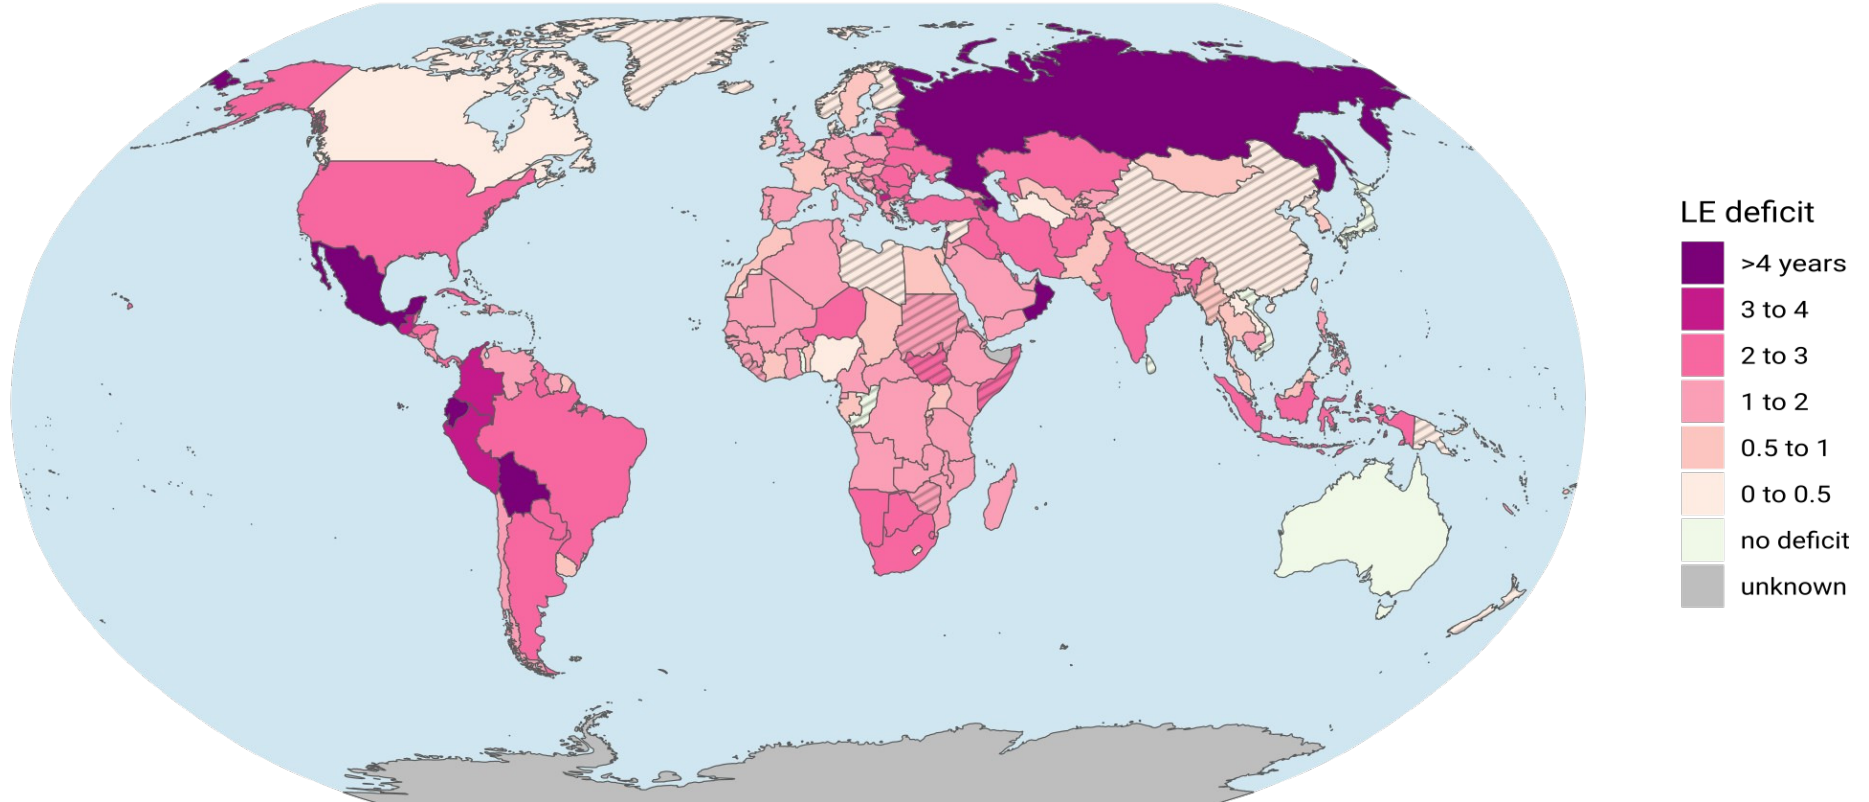 LE deficit
>4 years
3 to 4
2 to 3
1 to 2
0.5 to 1
0 to 0.5
no deficit
unknown